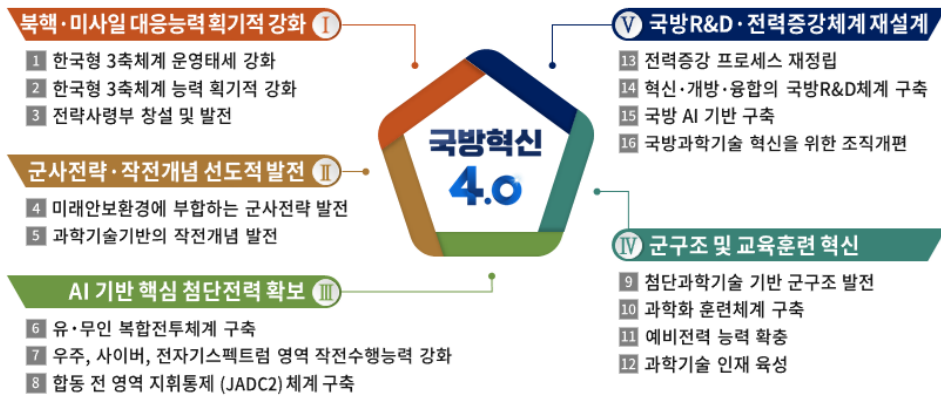 북핵·미사일 대응능력 획기적 강화 Ⅰ
1 한국형 3축체계 운영태세 강화
2 한국형 3축체계 능력 획기적 강화
3 전략사령부 창설 및 발전
군사전략·작전개념 선도적 발전 Ⅱ
4 미래안보환경에 부합하는 군사전략 발전
5 과학기술기반의 작전개념 발전
AI 기반 핵심 첨단전력 확보 Ⅲ
6 유·무인 복합전투체계 구축
7 우주, 사이버, 전자기스펙트럼 영역 작전수행능력 강화
8 합동 전 영역 지휘통제 (JADC2) 체계 구축
국방혁신
4.0
Ⅴ 국방R&D·전력증강체계 재설계
13 전력증강 프로세스 재정립
14 혁신·개방·융합의 국방R&D체계 구축
15 국방 AI 기반 구축
16 국방과학기술 혁신을 위한 조직개편
Ⅳ 군구조 및 교육훈련 혁신
9 첨단과학기술 기반 군구조 발전
10 과학화 훈련체계 구축
11 예비전력 능력 확충
12 과학기술 인재 육성